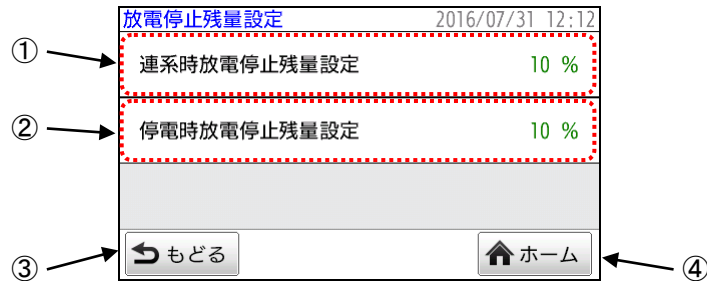 放電停止残量設定 2016/07/31 12:12
① 連系時放電停止残量設定 10 %
② 停電時放電停止残量設定 10 %
③ もどる ホーム ④